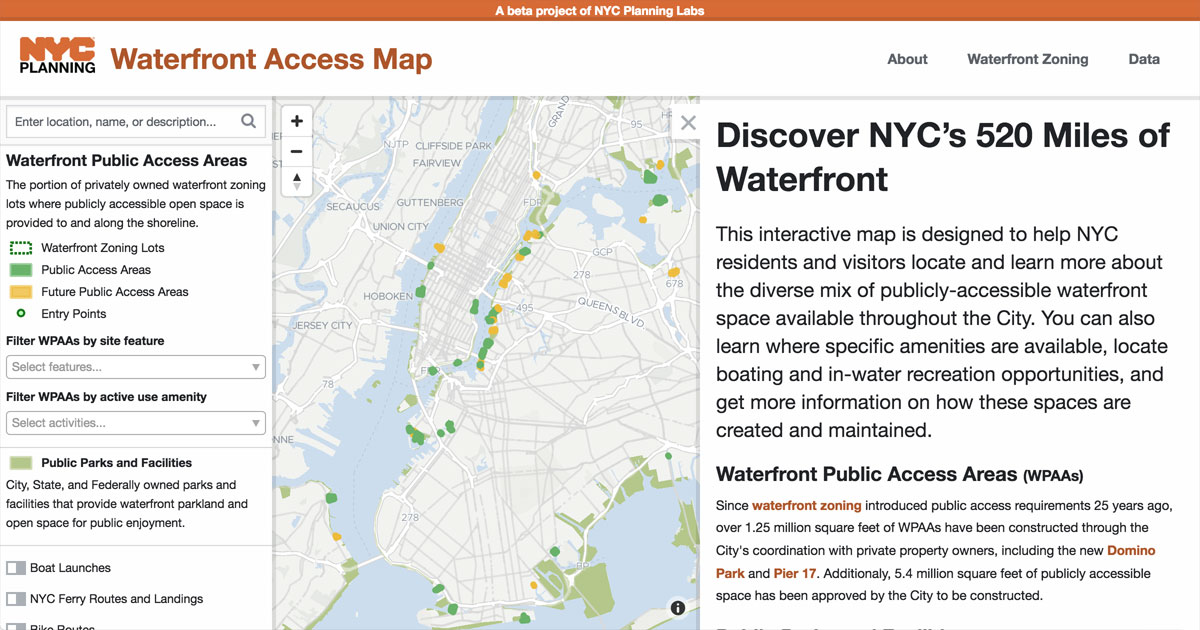 A beta project of NYC Planning Labs
NYC
PLANNING
Waterfront Access Map
About
Waterfront Zoning
Data
Enter location, name, or description...
Waterfront Public Access Areas
The portion of privately owned waterfront zoning
lots where publicly accessible open space is
provided to and along the shoreline.
Waterfront Zoning Lots
Public Access Areas
Future Public Access Areas
Entry Points
Filter WPAAs by site feature
Select features...
Filter WPAAs by active use amenity
Select activities...
Public Parks and Facilities
City, State, and Federally owned parks and
facilities that provide waterfront parkland and
open space for public enjoyment.
Boat Launches
NYC Ferry Routes and Landings
Bike Routes
GRAND
95
NJTP
CLIFFSIDE PARK
FAIRVIEW
SECAUCUS
GUTTENBERG
FDR
UNION CITY
GCP
278
678
HOBOKEN
495
QUEENS BLVD
JERSEY CITY
78
278
Discover NYC's 520 Miles of
Waterfront
This interactive map is designed to help NYC
residents and visitors locate and learn more about
the diverse mix of publicly-accessible waterfront
space available throughout the City. You can also
learn where specific amenities are available, locate
boating and in-water recreation opportunities, and
get more information on how these spaces are
created and maintained.
Waterfront Public Access Areas (WPAAs)
Since waterfront zoning introduced public access requirements 25 years ago,
over 1.25 million square feet of WPAAs have been constructed through the
City's coordination with private property owners, including the new Domino
Park and Pier 17. Additionaly, 5.4 million square feet of publicly accessible
space has been approved by the City to be constructed.